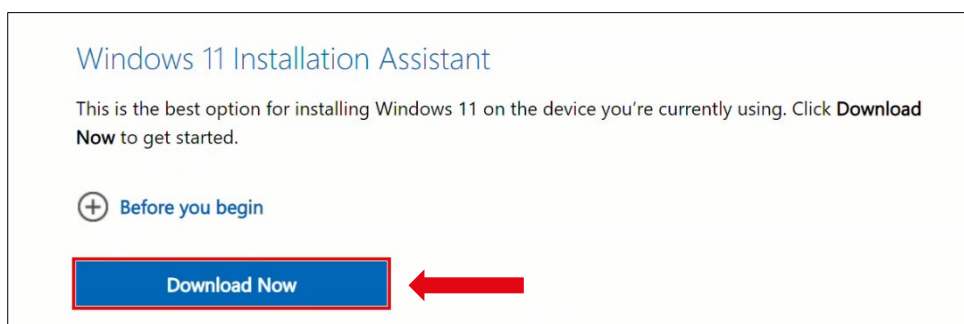 Windows 11 Installation Assistant
This is the best option for installing Windows 11 on the device you’re currently using. Click Download
Now to get started.
Before you begin
Download Now